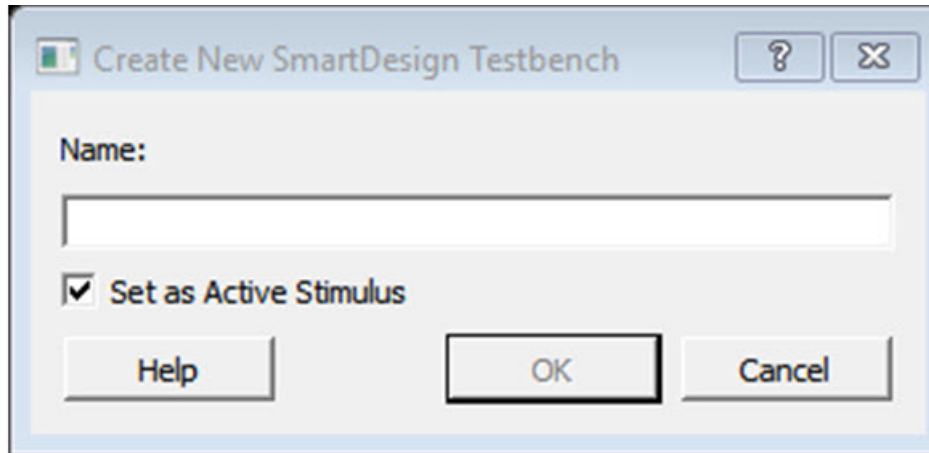 Create New SmartDesign Testbench ?
Name:
Set as Active Stimulus
Help OK Cancel